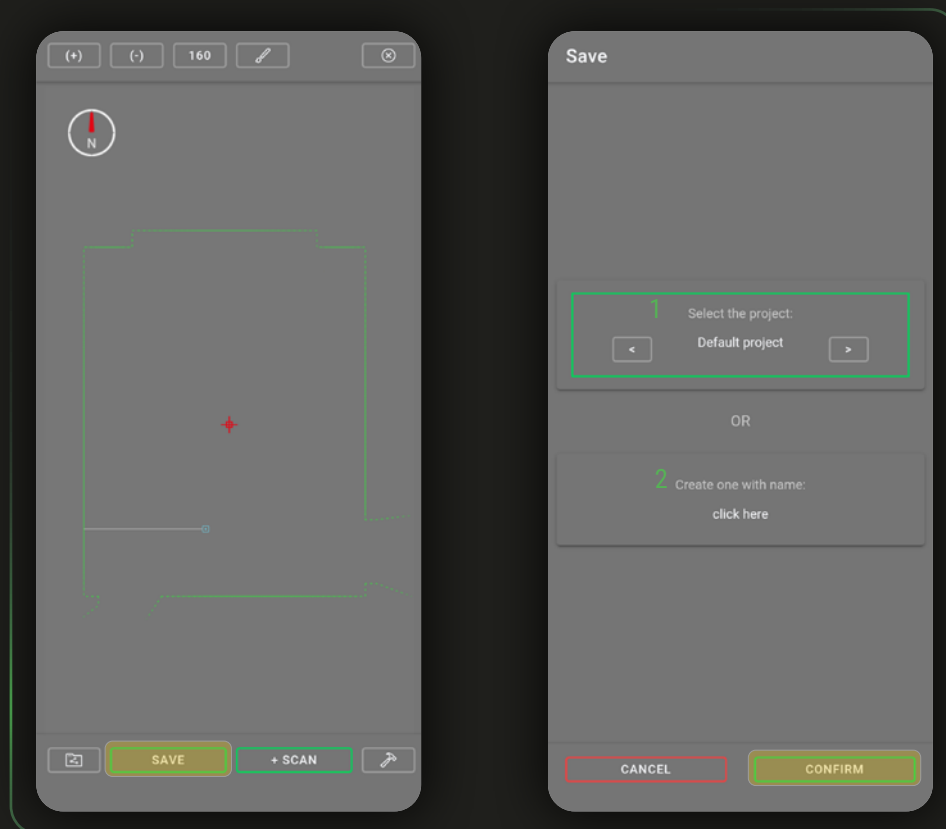 (+) (-) 160
N
SAVE + SCAN
Save
1 Select the project:
< Default project >
OR
2 Create one with name:
click here
CANCEL CONFIRM